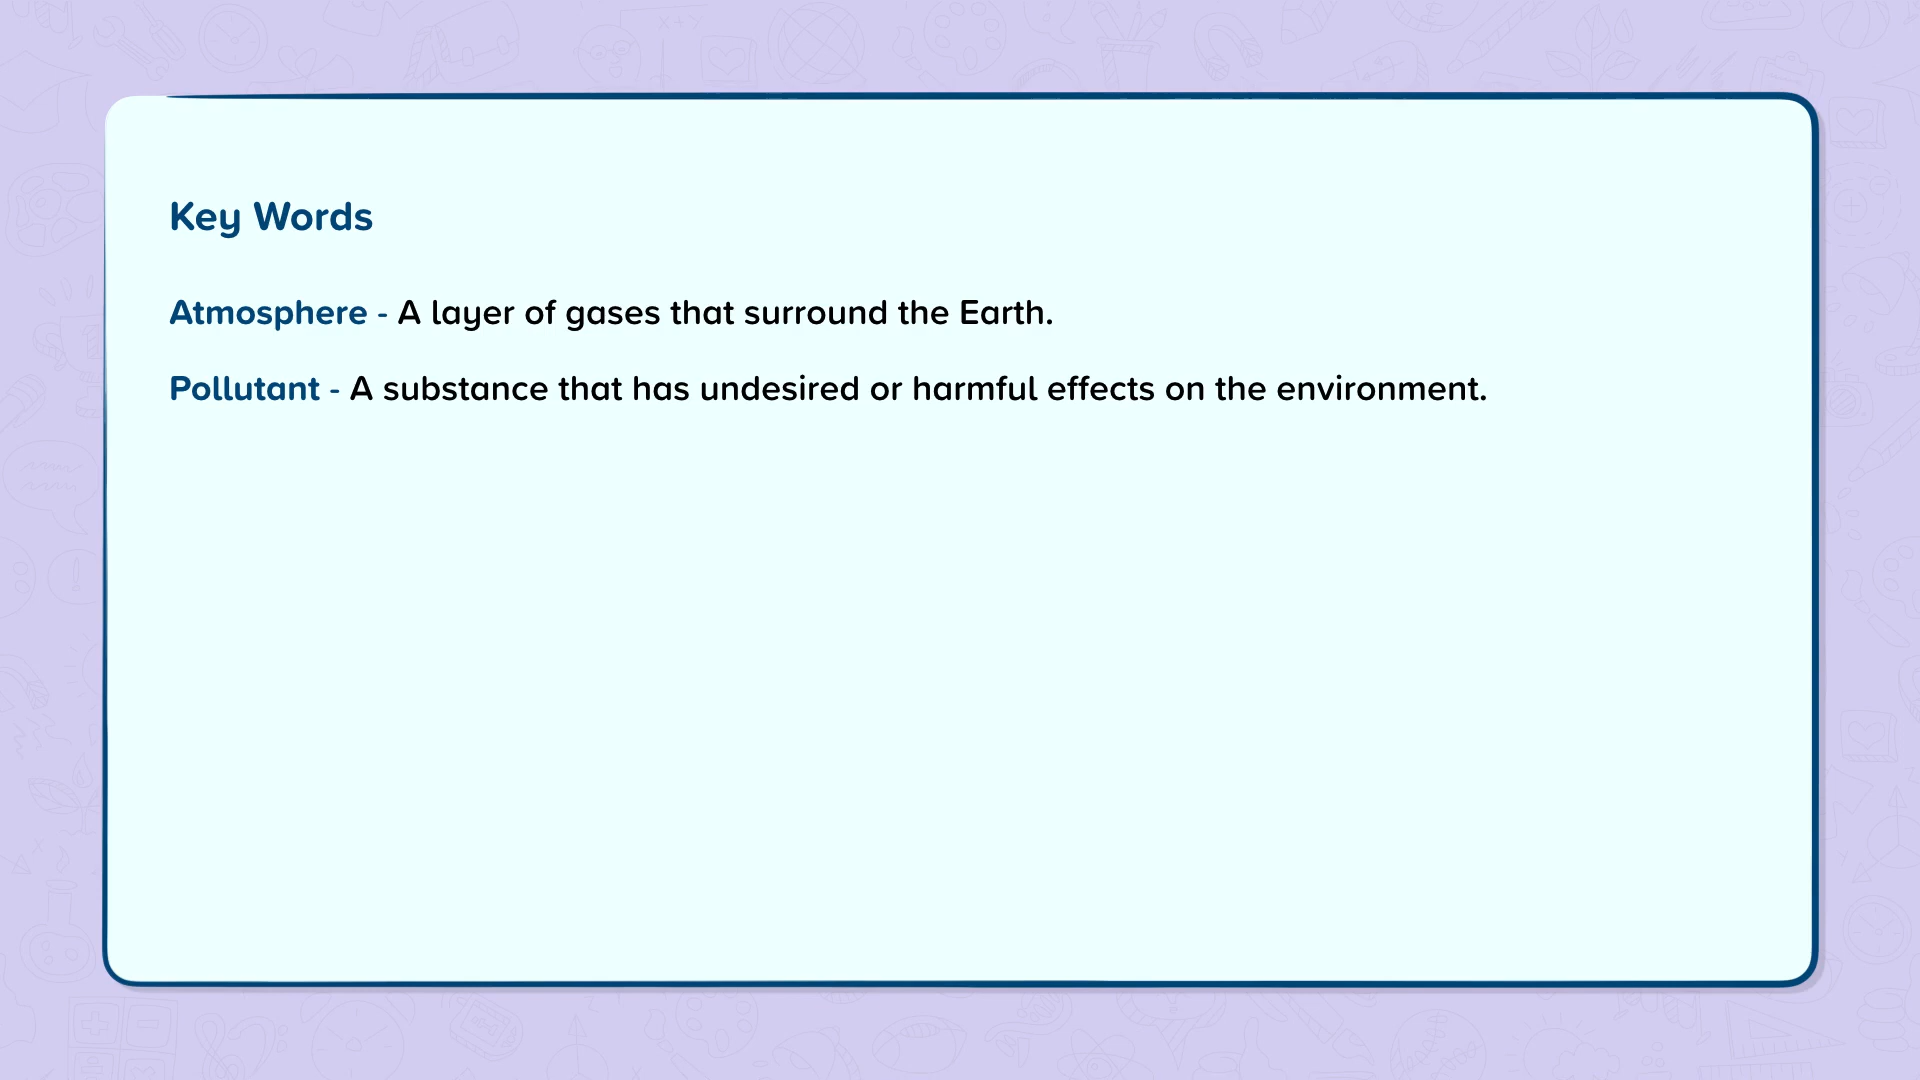 Key Words
Atmosphere - A layer of gases that surround the Earth.
Pollutant - A substance that has undesired or harmful effects on the environment.